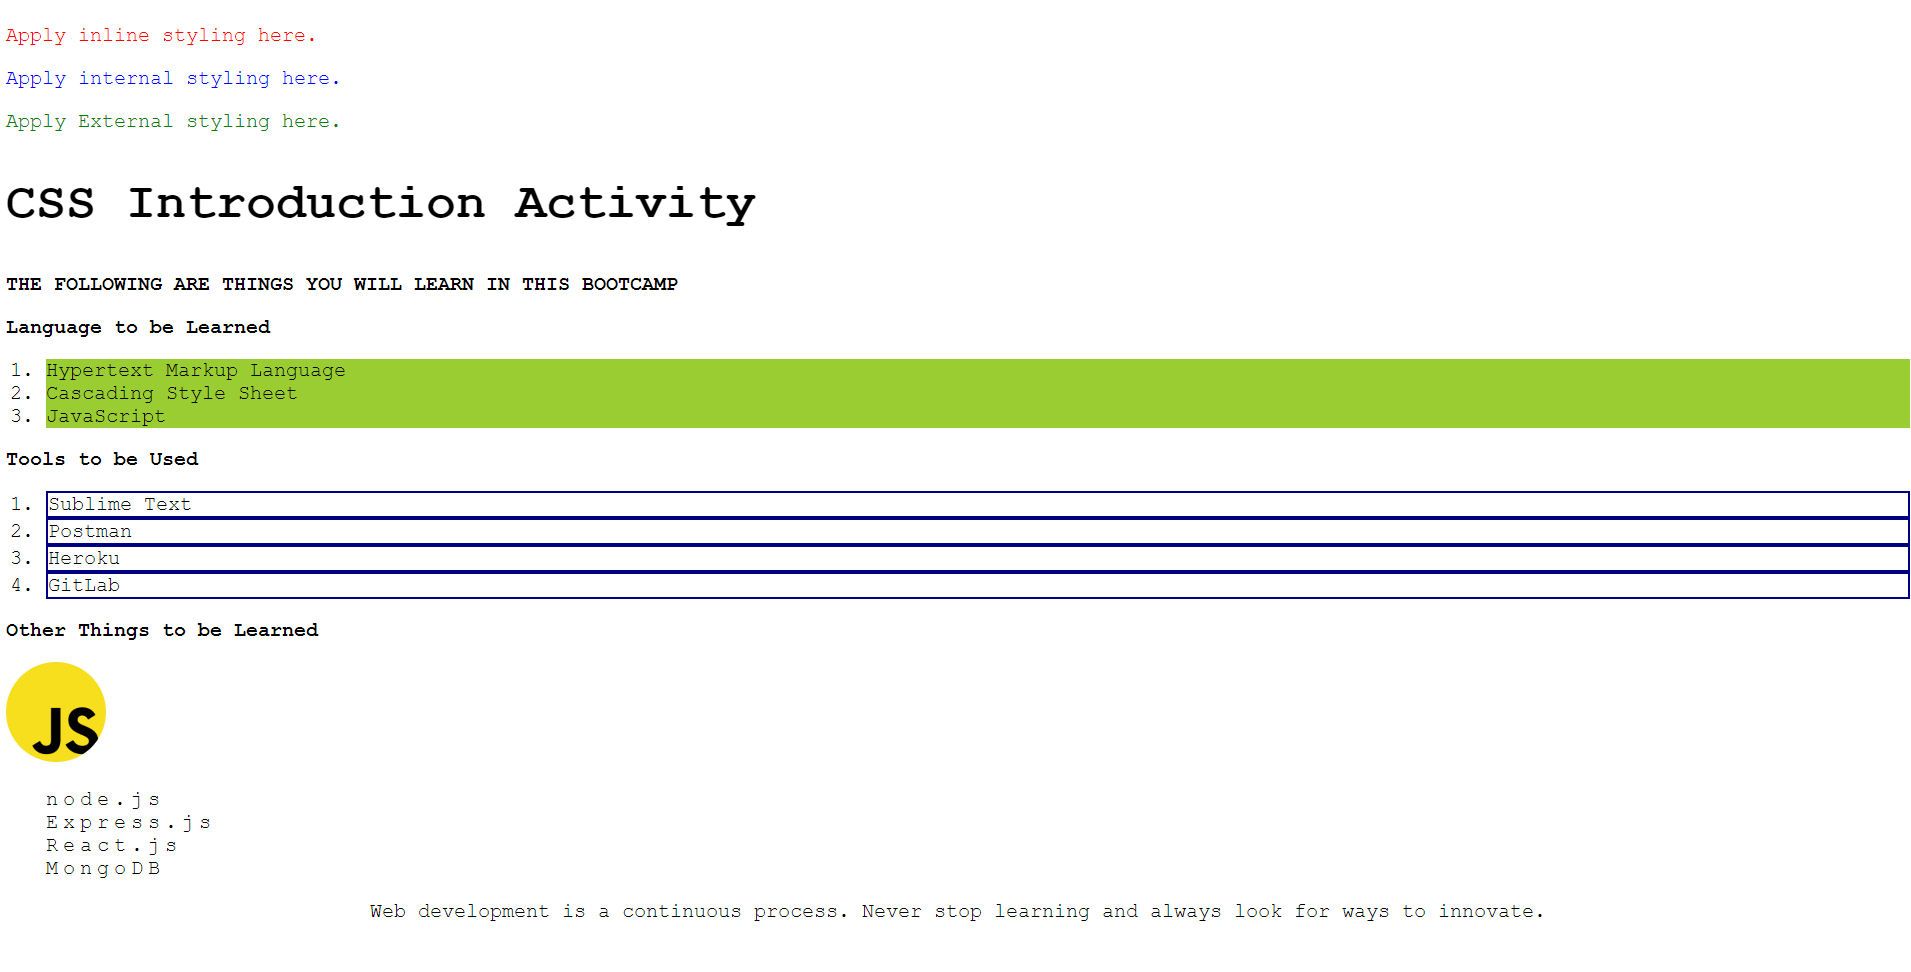 Apply inline styling here.
Apply internal styling here.
Apply External styling here.
CSS Introduction Activity
THE FOLLOWING ARE THINGS YOU WILL LEARN IN THIS BOOTCAMP
Language to be Learned
1. Hypertext Markup Language
2. Cascading Style Sheet
3. JavaScript
Tools to be Used
1. Sublime Text
2. Postman
3. Heroku
4. GitLab
Other Things to be Learned
JS
node.js
Express.js
React.js
MongoDB
Web development is a continuous process. Never stop learning and always look for ways to innovate.